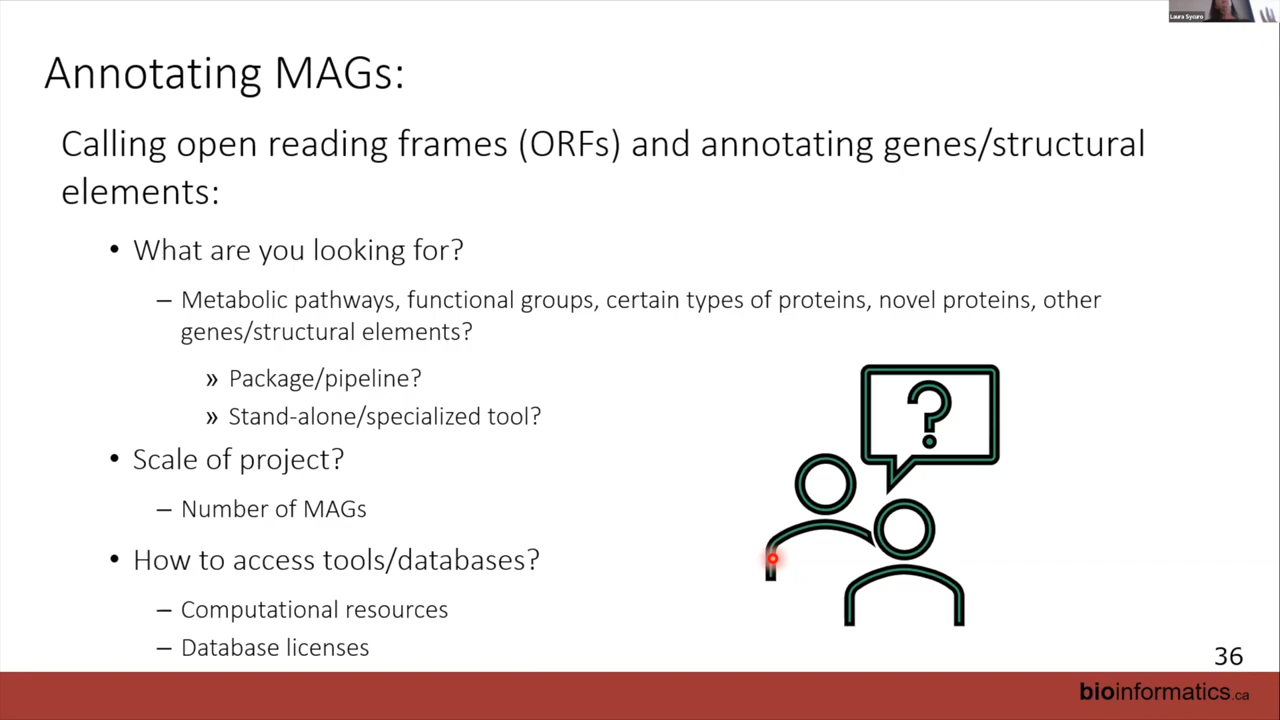 Laura Sycuro
Annotating MAGs:
Calling open reading frames (ORFs) and annotating genes/structural
elements:
• What are you looking for?
– Metabolic pathways, functional groups, certain types of proteins, novel proteins, other
genes/structural elements?
» Package/pipeline?
» Stand-alone/specialized tool?
• Scale of project?
– Number of MAGs
• How to access tools/databases?
– Computational resources
– Database licenses
?
36
bioinformatics.ca